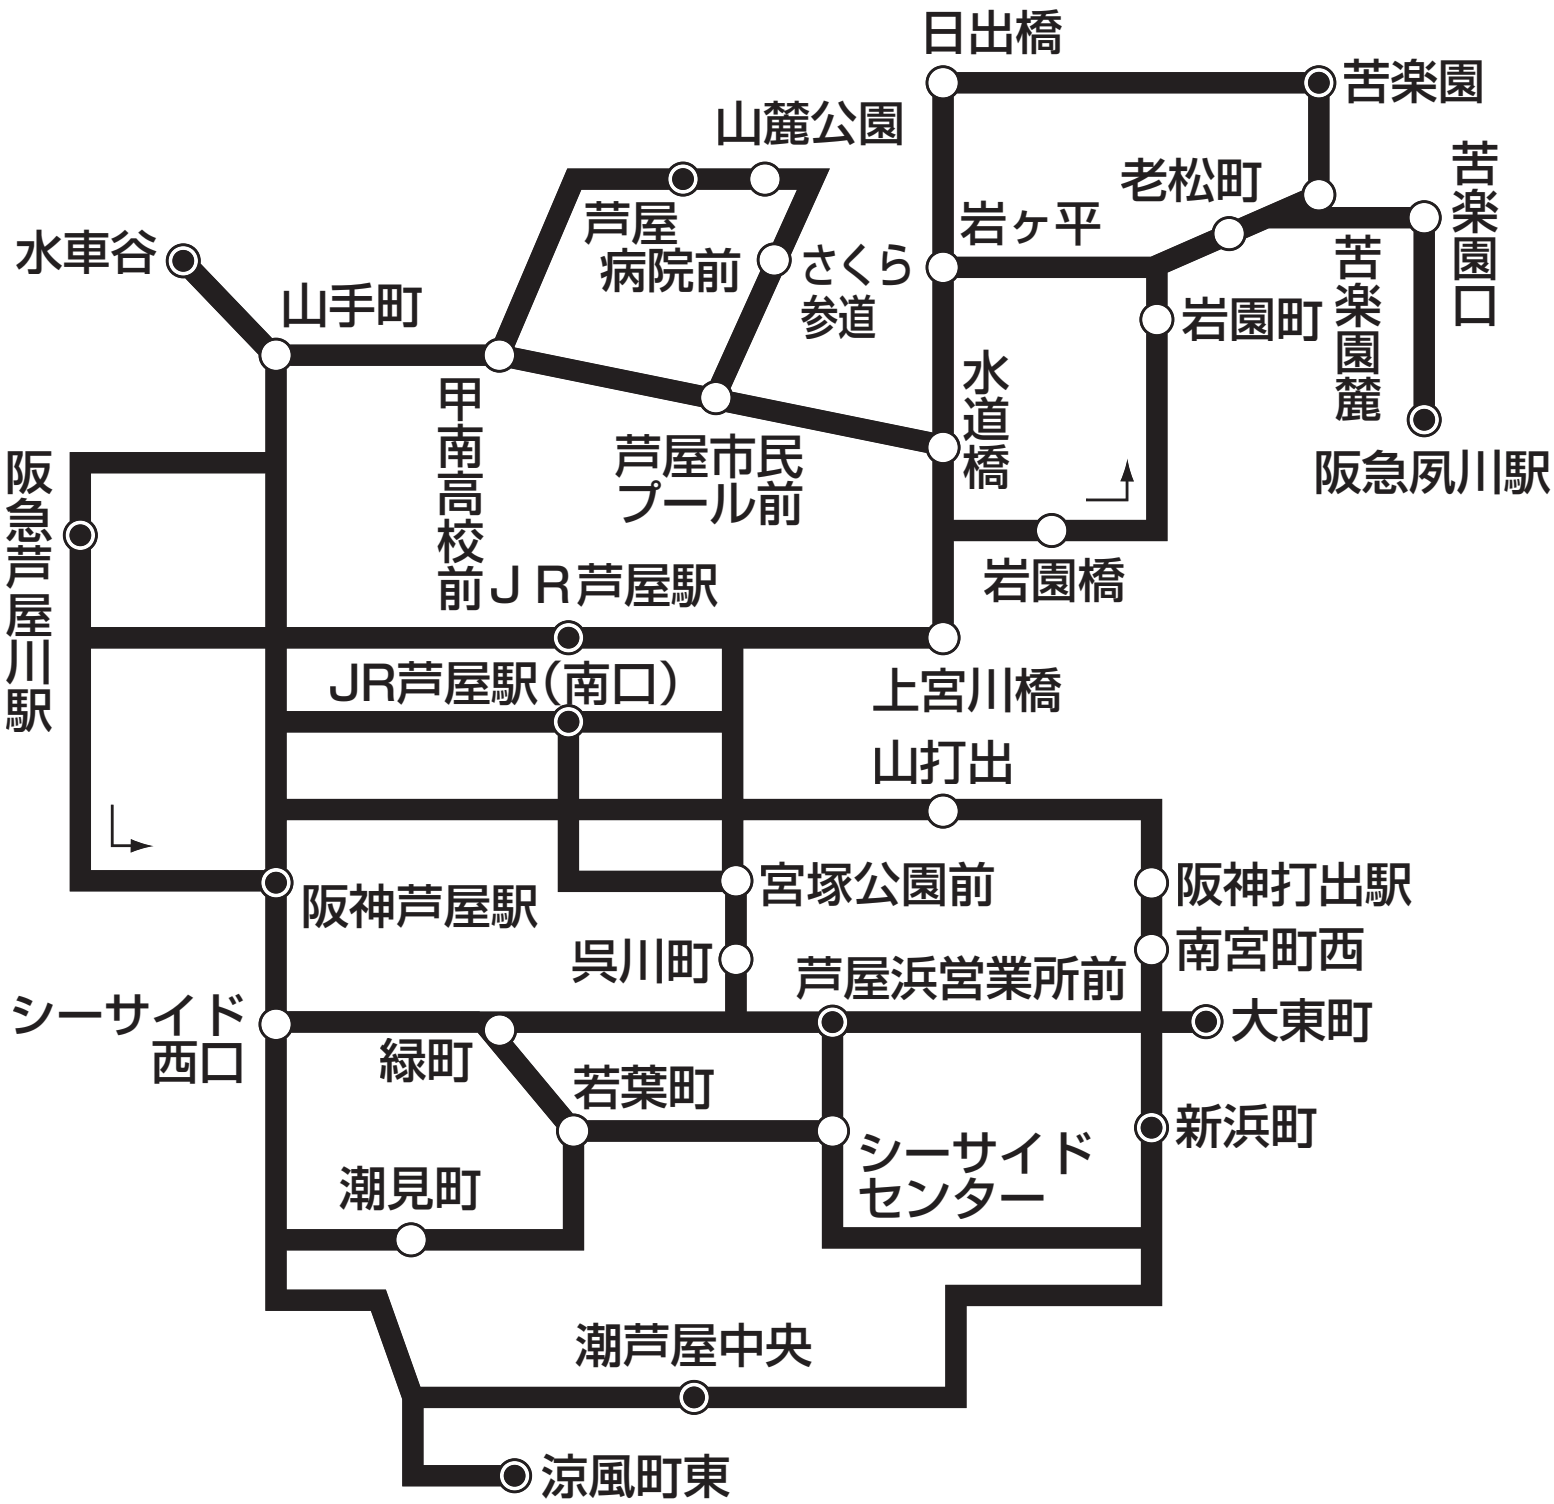 日出橋
苦楽園
山麓公園
老松町
苦楽園口
芦屋
病院前
岩ヶ平
水車谷
さくら
参道
山手町
岩園町
苦楽園麓
水道橋
甲南高校前
芦屋市民
プール前
阪急芦屋川駅
阪急夙川駅
岩園橋
ＪＲ芦屋駅
JR芦屋駅（南口）
上宮川橋
山打出
阪神芦屋駅
宮塚公園前
阪神打出駅
呉川町
南宮町西
芦屋浜営業所前
シーサイド
西口
大東町
緑町
若葉町
新浜町
シーサイド
センター
潮見町
潮芦屋中央
涼風町東